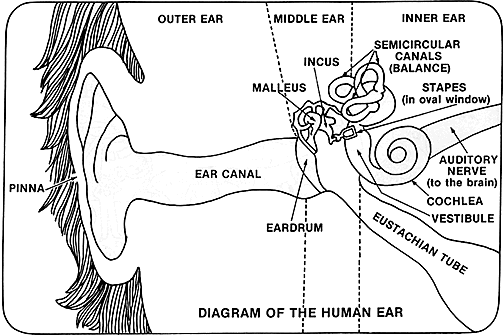 OUTER EAR
MIDDLE EAR
INNER EAR
SEMICIRCULAR
CANALS
(BALANCE)
INCUS
MALLEUS
STAPES
(in oval window)
AUDITORY
NERVE
(to the brain)
PINNA
EAR CANAL
COCHLEA
VESTIBULE
EARDRUM
EUSTACHIAN TUBE
DIAGRAM OF THE HUMAN EAR